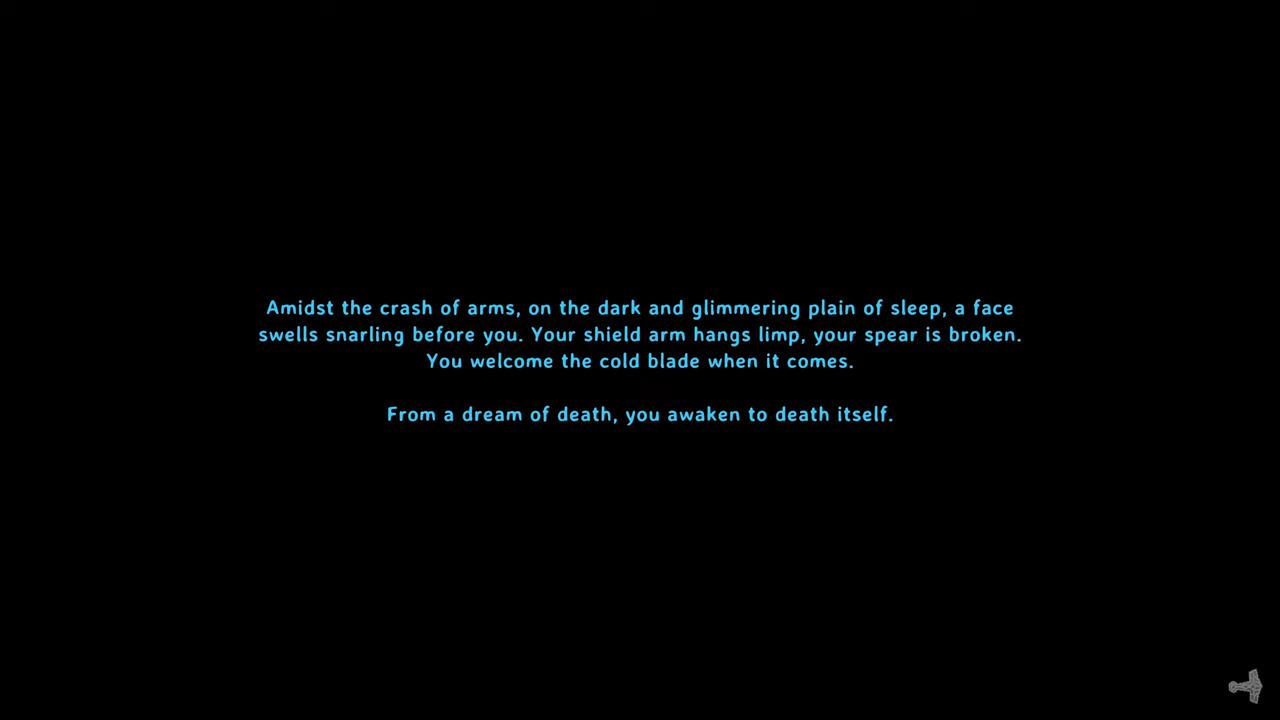 Amidst the crash of arms, on the dark and glimmering plain of sleep, a face
swells snarling before you. Your shield arm hangs limp, your spear is broken.
You welcome the cold blade when it comes.
From a dream of death, you awaken to death itself.